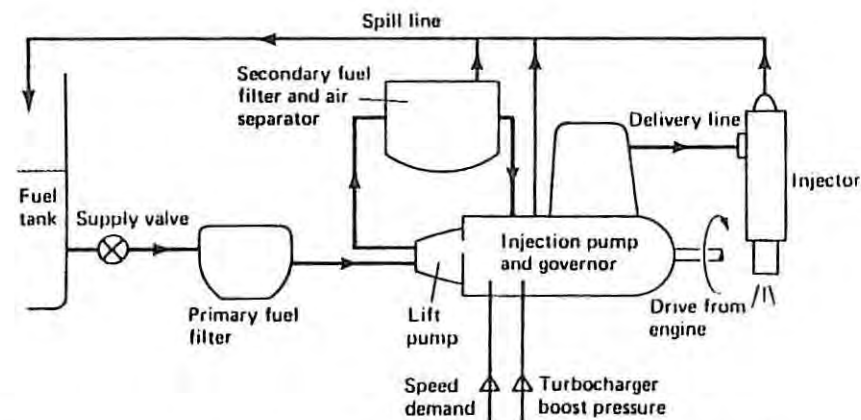 Spill line
Secondary fuel
filter and air
separator
Delivery line
Fuel
tank
Supply valve
Injection pump
and governor
Injector
Primary fuel
filter
Lift
pump
Drive from
engine
Speed
demand
Turbocharger
boost pressure